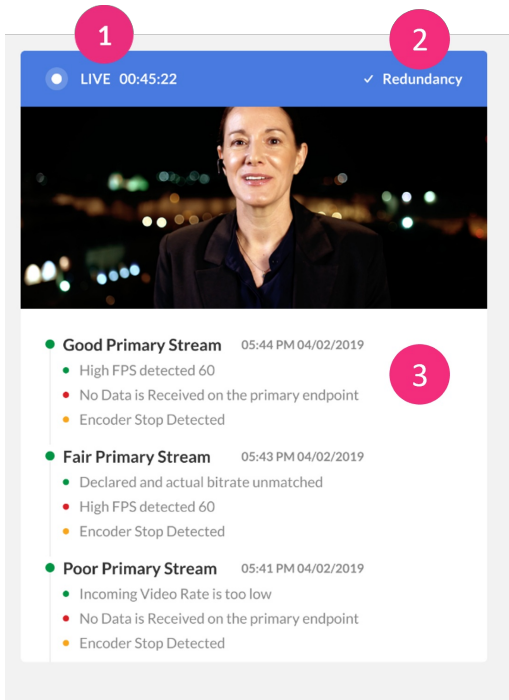 1
2
LIVE 00:45:22
✓ Redundancy
Good Primary Stream 05:44 PM 04/02/2019
High FPS detected 60
3
No Data is Received on the primary endpoint
Encoder Stop Detected
Fair Primary Stream 05:43 PM 04/02/2019
Declared and actual bitrate unmatched
High FPS detected 60
Encoder Stop Detected
Poor Primary Stream 05:41 PM 04/02/2019
Incoming Video Rate is too low
No Data is Received on the primary endpoint
Encoder Stop Detected